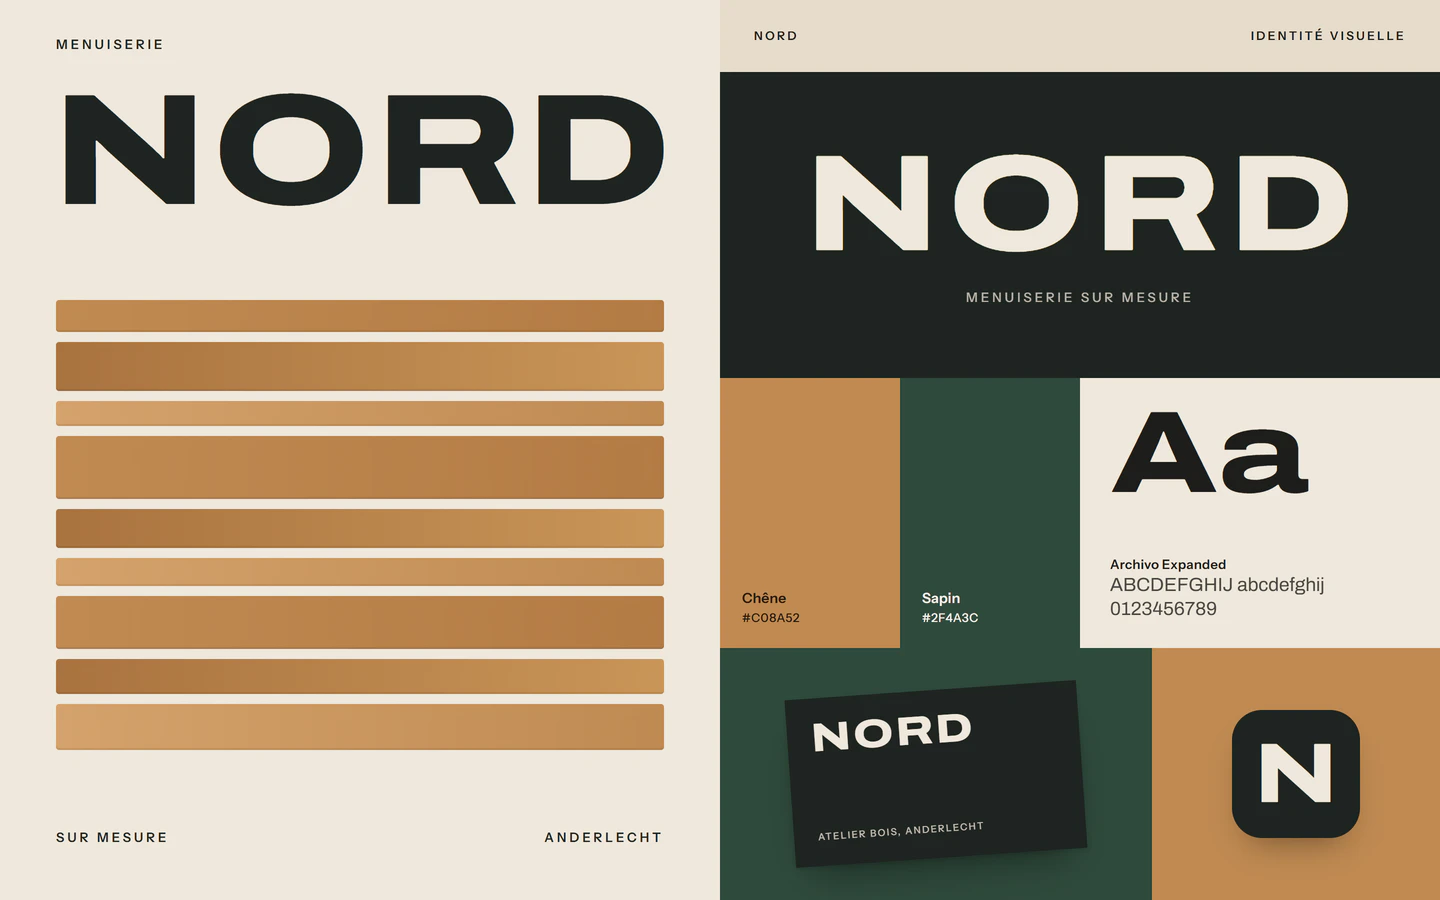 MENUISERIE
NORD
SUR MESURE
ANDERLECHT
NORD
IDENTITÉ VISUELLE
NORD
MENUISERIE SUR MESURE
Chêne
#C08A52
Sapin
#2F4A3C
Aa
Archivo Expanded
ABCDEFGHIJ abcdefghij
0123456789
NORD
ATELIER BOIS, ANDERLECHT
N